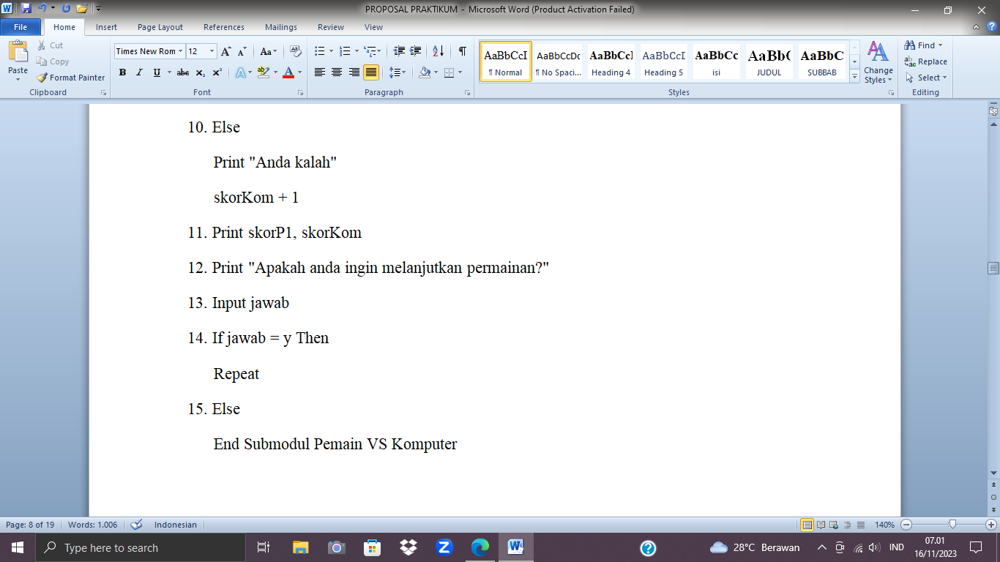 PROPOSAL PRAKTIKUM - Microsoft Word (Product Activation Failed)
File Home Insert Page Layout References Mailings Review View
Paste
Cut
Copy
Format Painter
Clipboard
Times New Rom 12
Font
Paragraph
AaBbCcI AaBbCcDc AaBbCcI AaBbCcI AaBbCc AaBb( AaBbC
¶ Normal ¶ No Spaci... Heading 4 Heading 5 isi JUDUL SUBBAB
Change Styles
Styles
Find
Replace
Select
Editing
10. Else
Print "Anda kalah"
skorKom + 1
11. Print skorP1, skorKom
12. Print "Apakah anda ingin melanjutkan permainan?"
13. Input jawab
14. If jawab = y Then
Repeat
15. Else
End Submodul Pemain VS Komputer
Page: 8 of 19 Words: 1.006 Indonesian 140%
Type here to search
28°C Berawan
IND
07.01
16/11/2023